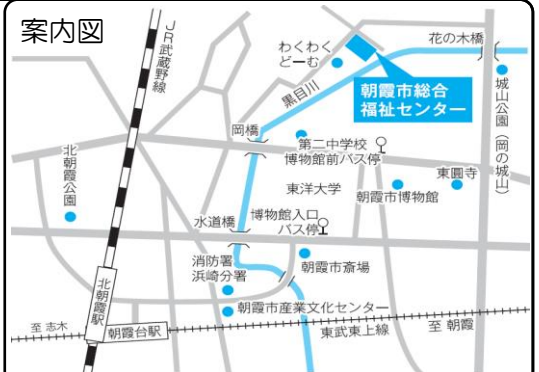 案内図
JR武蔵野線
わくわく
どーむ
花の木橋
黒目川
朝霞市総合
福祉センター
城山公園（岡の城山）
岡橋
第二中学校
博物館前バス停
北朝霞公園
東洋大学
朝霞市博物館
東圓寺
水道橋
博物館入口
バス停
消防署
浜崎分署
朝霞市斎場
北朝霞駅
朝霞市産業文化センター
至 志木
朝霞台駅
東武東上線
至 朝霞